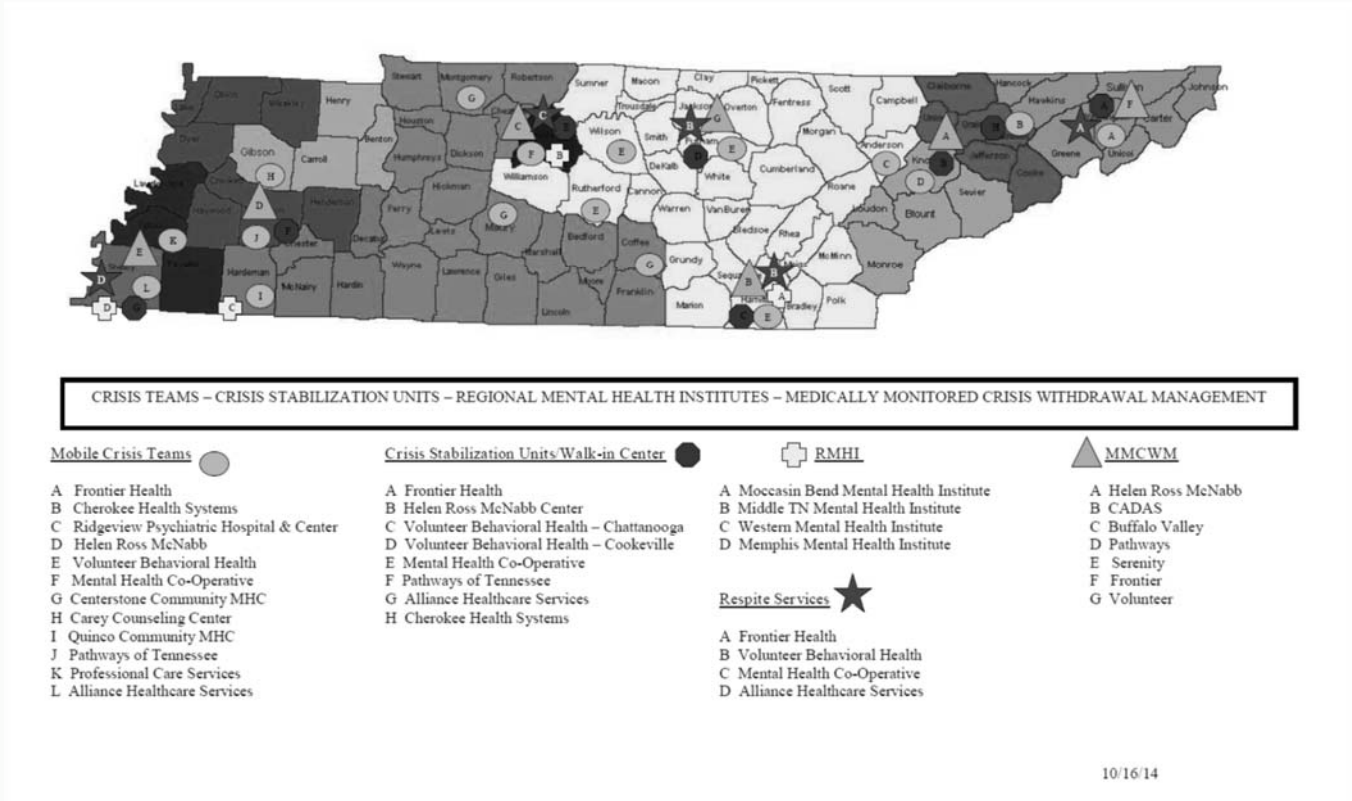 Stewart
Montgomery
Robertson
Sumner
Macon
Clay
Pickett
Scott
Campbell
Claiborne
Hancock
Hawkins
Sullivan
Johnson
Carter
Henry
Benton
Houston
Trousdale
Jackson
Overton
Fentress
Morgan
Anderson
Greene
Unicoi
Gibson
Carroll
Humphreys
Dickson
Wilson
Smith
DeKalb
White
Cumberland
Roane
Jefferson
Cocke
Sevier
Dyer
Williamson
Rutherford
Cannon
Warren
Van Buren
Bledsoe
Rhea
Loudon
Blount
Monroe
Hickman
Perry
Lewis
Maury
Bedford
Coffee
Grundy
McMinn
Henderson
Chester
Decatur
Hardeman
McNairy
Hardin
Wayne
Lawrence
Giles
Marshall
Moore
Lincoln
Franklin
Marion
Bradley
Polk
CRISIS TEAMS – CRISIS STABILIZATION UNITS – REGIONAL MENTAL HEALTH INSTITUTES – MEDICALLY MONITORED CRISIS WITHDRAWAL MANAGEMENT
Mobile Crisis Teams
A Frontier Health
B Cherokee Health Systems
C Ridgeview Psychiatric Hospital & Center
D Helen Ross McNabb
E Volunteer Behavioral Health
F Mental Health Co-Operative
G Centerstone Community MHC
H Carey Counseling Center
I Quinco Community MHC
J Pathways of Tennessee
K Professional Care Services
L Alliance Healthcare Services
Crisis Stabilization Units/Walk-in Center
A Frontier Health
B Helen Ross McNabb Center
C Volunteer Behavioral Health – Chattanooga
D Volunteer Behavioral Health – Cookeville
E Mental Health Co-Operative
F Pathways of Tennessee
G Alliance Healthcare Services
H Cherokee Health Systems
RMHI
A Moccasin Bend Mental Health Institute
B Middle TN Mental Health Institute
C Western Mental Health Institute
D Memphis Mental Health Institute
Respite Services
A Frontier Health
B Volunteer Behavioral Health
C Mental Health Co-Operative
D Alliance Healthcare Services
MMCWM
A Helen Ross McNabb
B CADAS
C Buffalo Valley
D Pathways
E Serenity
F Frontier
G Volunteer
10/16/14